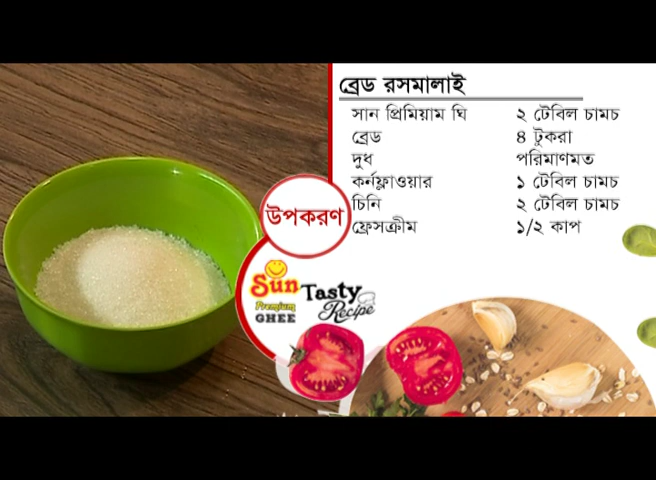 ব্রেড রসমালাই
সান প্রিমিয়াম ঘি ২ টেবিল চামচ
ব্রেড ৪ টুকরা
দুধ পরিমাণমত
কর্নফ্লাওয়ার ১ টেবিল চামচ
চিনি ২ টেবিল চামচ
ফ্রেসক্রীম ১/২ কাপ
উপকরণ
Sun Tasty
Premium Recipe
GHEE